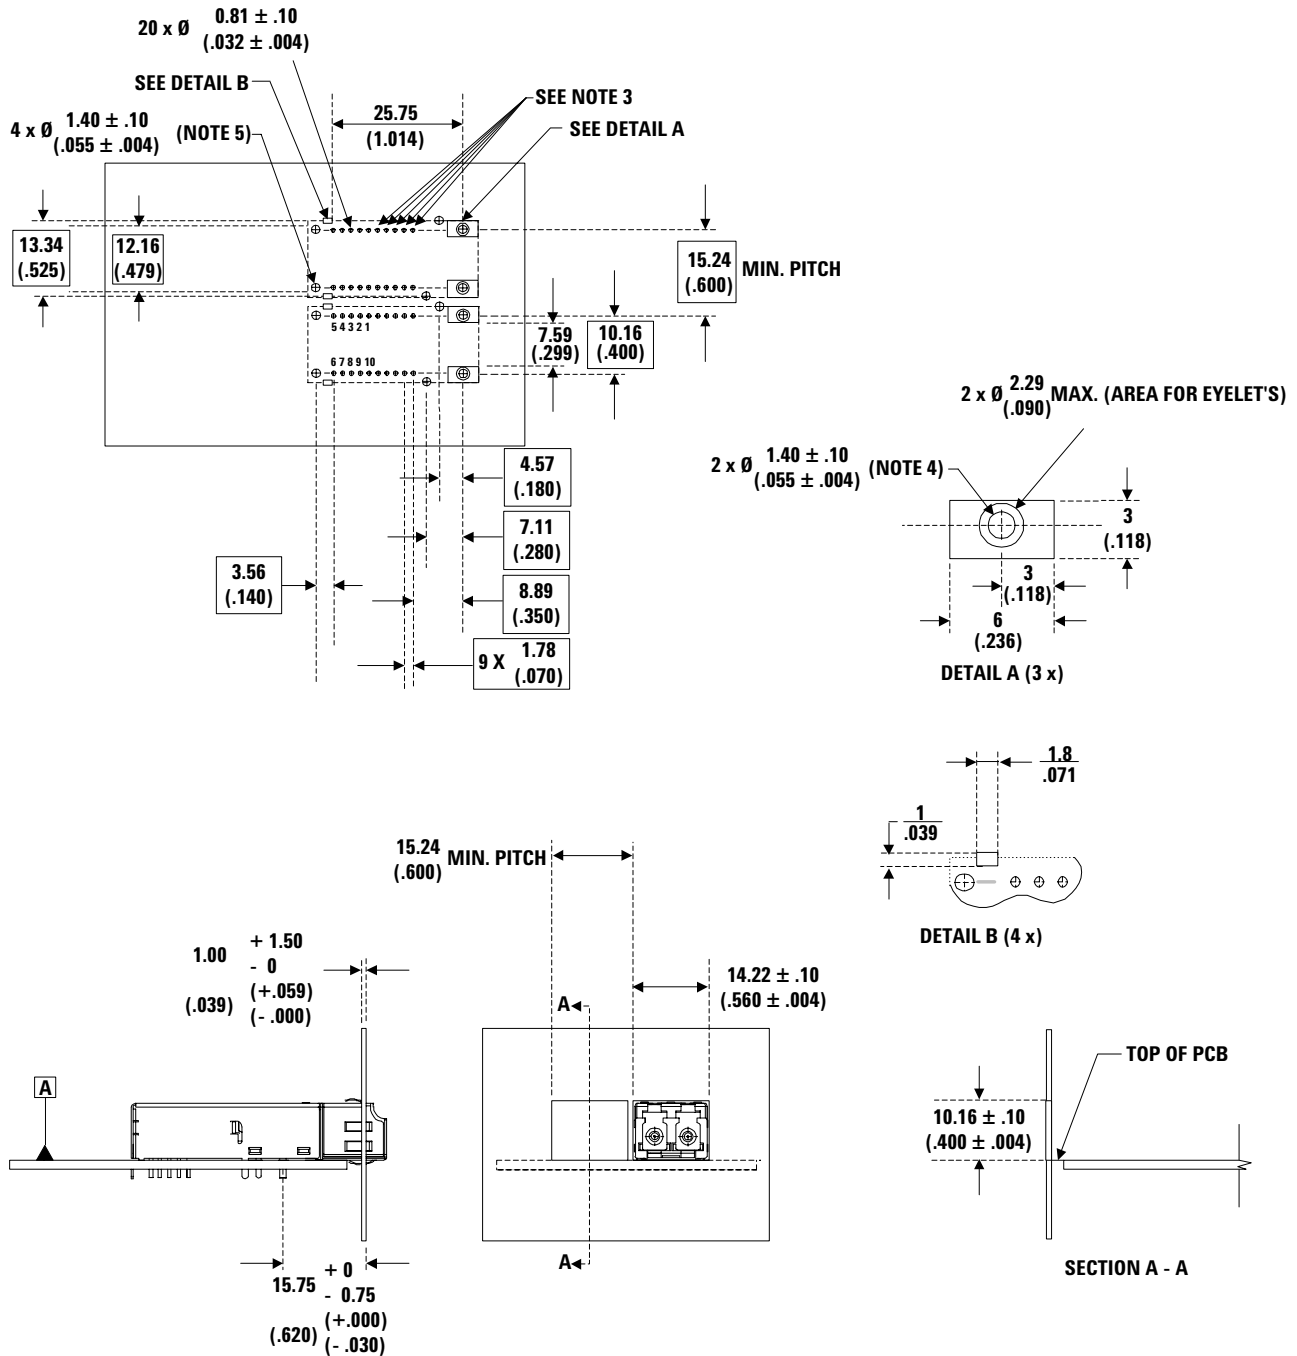 20 x Ø 0.81 ± .10
(.032 ± .004)
SEE DETAIL B
4 x Ø 1.40 ± .10
(.055 ± .004)
(NOTE 5)
25.75
(1.014)
SEE NOTE 3
SEE DETAIL A
13.34
(.525)
12.16
(.479)
15.24
(.600)
MIN. PITCH
5 4 3 2 1
6 7 8 9 10
7.59
(.299)
10.16
(.400)
4.57
(.180)
7.11
(.280)
3.56
(.140)
8.89
(.350)
9 X 1.78
(.070)
2 x Ø 2.29 MAX. (AREA FOR EYELET'S)
(.090)
2 x Ø 1.40 ± .10 (NOTE 4)
(.055 ± .004)
3
(.118)
3
(.118)
6
(.236)
DETAIL A (3 x)
1.8
.071
1
.039
DETAIL B (4 x)
15.24
(.600)
MIN. PITCH
1.00 + 1.50
- 0
(.039) (+.059)
(- .000)
14.22 ± .10
(.560 ± .004)
A
A
A
15.75 + 0
- 0.75
(.620) (+.000)
(- .030)
TOP OF PCB
10.16 ± .10
(.400 ± .004)
SECTION A - A